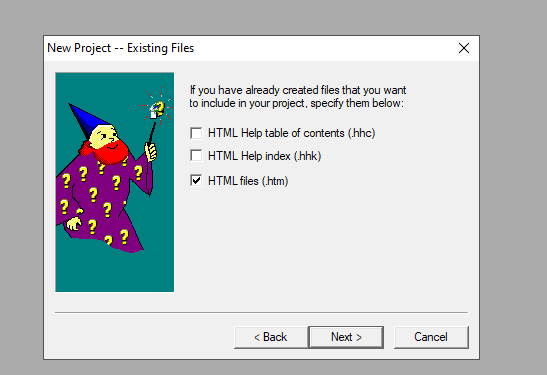 New Project -- Existing Files
If you have already created files that you want
to include in your project, specify them below:
HTML Help table of contents (.hhc)
HTML Help index (.hhk)
HTML files (.htm)
< Back
Next >
Cancel